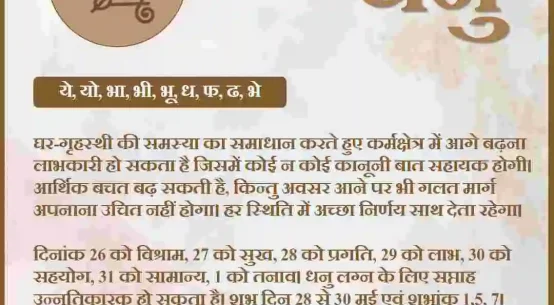 धनु
ये, यो, भा, भी, भू, ध, फ, ढ, भे
घर-गृहस्थी की समस्या का समाधान करते हुए कर्मक्षेत्र में आगे बढ़ना
लाभकारी हो सकता है जिसमें कोई न कोई कानूनी बात सहायक होगी।
आर्थिक बचत बढ़ सकती है, किन्तु अवसर आने पर भी गलत मार्ग
अपनाना उचित नहीं होगा। हर स्थिति में अच्छा निर्णय साथ देता रहेगा।
दिनांक 26 को विश्राम, 27 को सुख, 28 को प्रगति, 29 को लाभ, 30 को
सहयोग, 31 को सामान्य, 1 को तनाव। धनु लग्न के लिए सप्ताह
उन्नतिकारक हो सकता है। शुभ दिन 28 से 30 मई एवं शुभांक 1,5, 7।